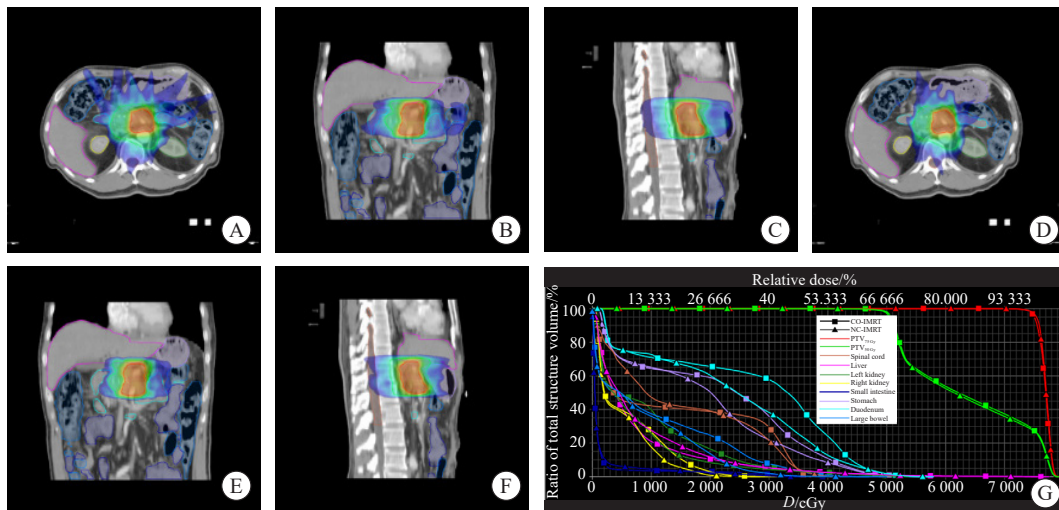 A
B
C
D
E
F
Relative dose/%
0 13 333 26 666 40 53.333 66 666 80.000 93 333
Ratio of total structure volume/%
100
80
60
40
20
0
CO-IMRT
NC-IMRT
PTV75Gy
PTV50Gy
Spinal cord
Liver
Left kidney
Right kidney
Small intestine
Stomach
Duodenum
Large bowel
0 1 000 2 000 3 000 4 000 5 000 6 000 7 000
D/cGy
G